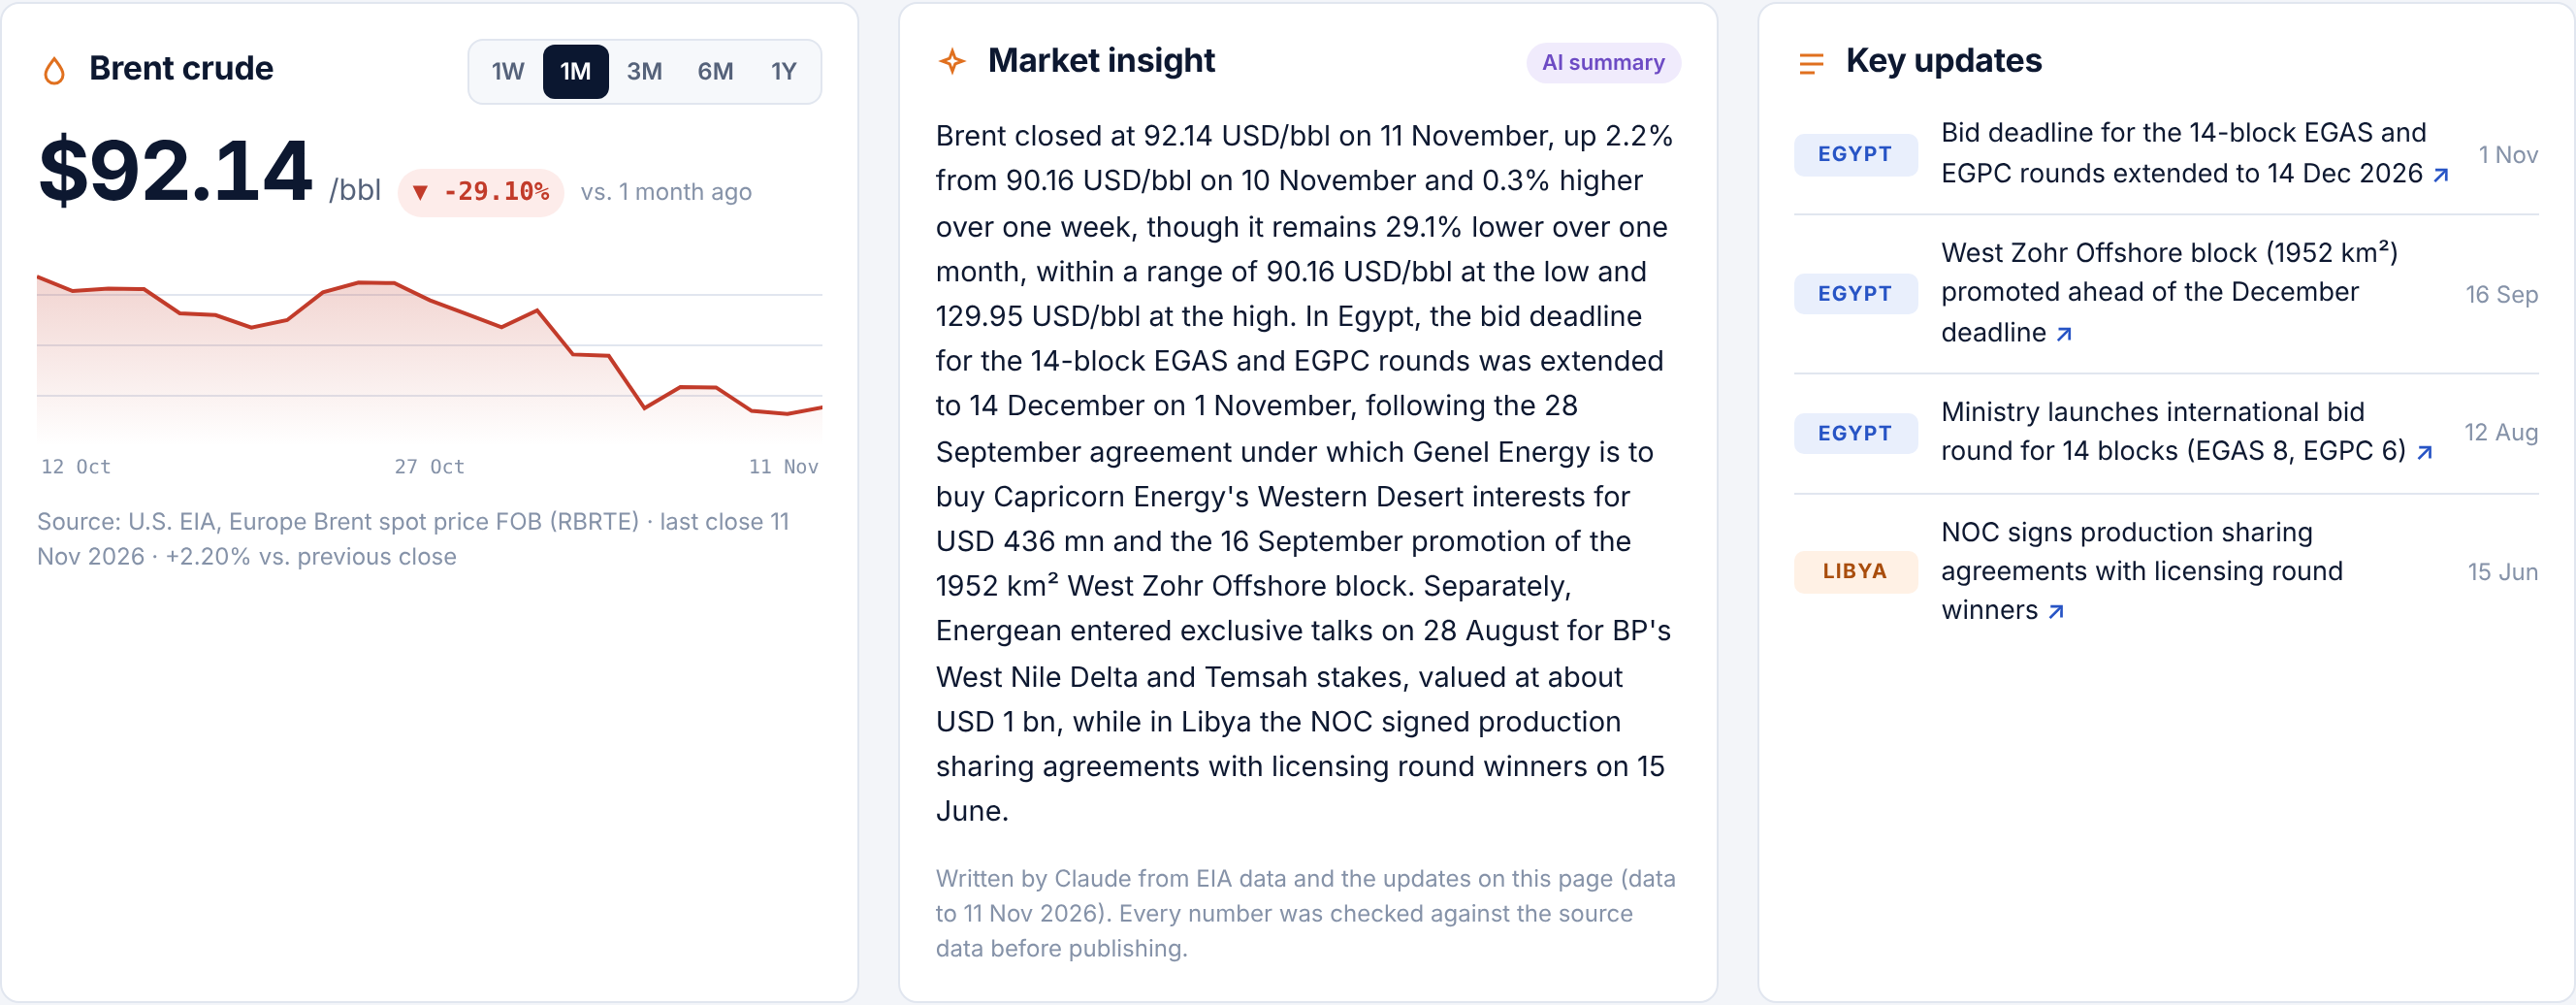 Brent crude
1W 1M 3M 6M 1Y
$92.14 /bbl ▼ -29.10% vs. 1 month ago
12 Oct 27 Oct 11 Nov
Source: U.S. EIA, Europe Brent spot price FOB (RBRTE) · last close 11
Nov 2026 · +2.20% vs. previous close
Market insight
AI summary
Brent closed at 92.14 USD/bbl on 11 November, up 2.2%
from 90.16 USD/bbl on 10 November and 0.3% higher
over one week, though it remains 29.1% lower over one
month, within a range of 90.16 USD/bbl at the low and
129.95 USD/bbl at the high. In Egypt, the bid deadline
for the 14-block EGAS and EGPC rounds was extended
to 14 December on 1 November, following the 28
September agreement under which Genel Energy is to
buy Capricorn Energy's Western Desert interests for
USD 436 mn and the 16 September promotion of the
1952 km² West Zohr Offshore block. Separately,
Energean entered exclusive talks on 28 August for BP's
West Nile Delta and Temsah stakes, valued at about
USD 1 bn, while in Libya the NOC signed production
sharing agreements with licensing round winners on 15
June.
Written by Claude from EIA data and the updates on this page (data
to 11 Nov 2026). Every number was checked against the source
data before publishing.
Key updates
EGYPT
Bid deadline for the 14-block EGAS and
EGPC rounds extended to 14 Dec 2026 ↗
1 Nov
EGYPT
West Zohr Offshore block (1952 km²)
promoted ahead of the December
deadline ↗
16 Sep
EGYPT
Ministry launches international bid
round for 14 blocks (EGAS 8, EGPC 6) ↗
12 Aug
LIBYA
NOC signs production sharing
agreements with licensing round
winners ↗
15 Jun